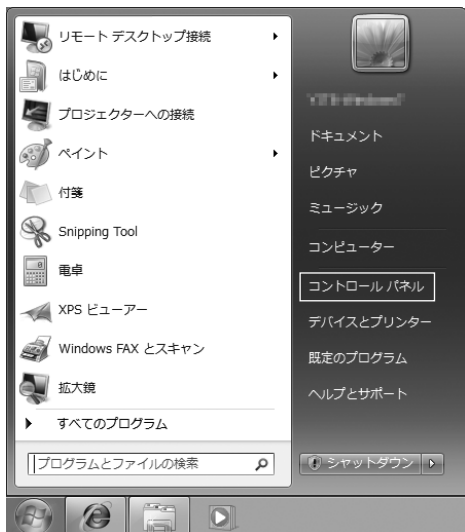 リモート デスクトップ接続
はじめに
プロジェクターへの接続
ペイント
付箋
Snipping Tool
電卓
XPS ビューアー
Windows FAX とスキャン
拡大鏡
すべてのプログラム
プログラムとファイルの検索
ドキュメント
ピクチャ
ミュージック
コンピューター
コントロール パネル
デバイスとプリンター
既定のプログラム
ヘルプとサポート
シャットダウン